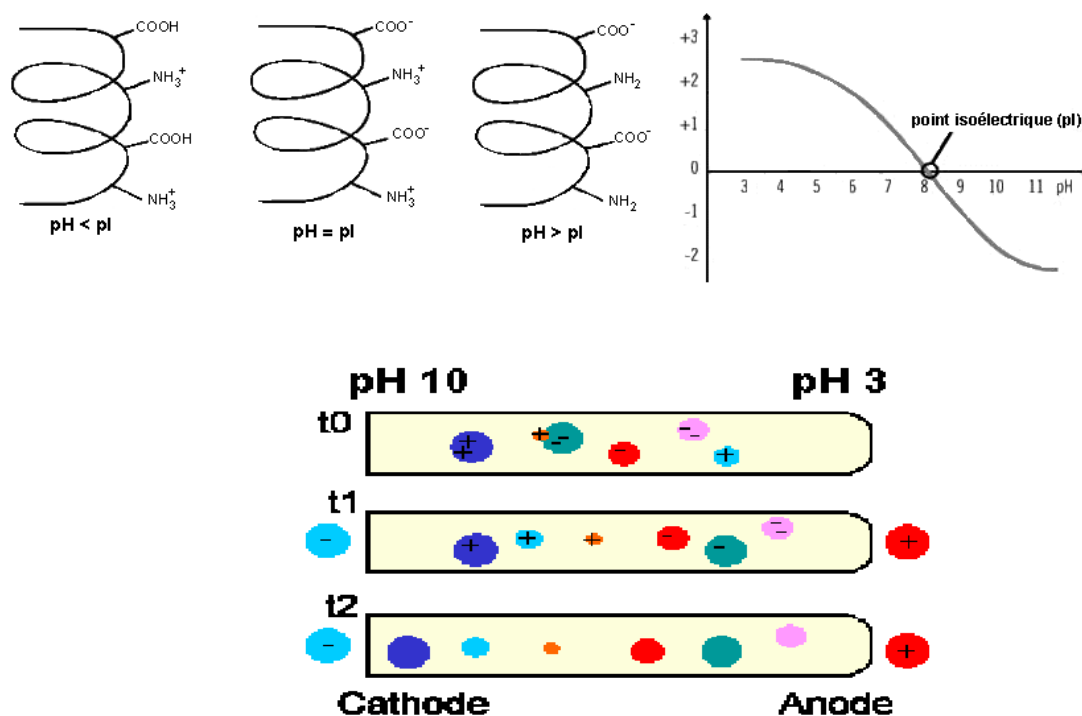 COOH
NH₃⁺
COOH
NH₃⁺
pH < pI
COO⁻
NH₃⁺
COO⁻
NH₃⁺
pH = pI
COO⁻
NH₂
COO⁻
NH₂
pH > pI
+3
+2
+1
0
-1
-2
point isoélectrique (pI)
3 4 5 6 7 8 9 10 11 pH
pH 10 pH 3
t0
+ + + - - - - - +
t1
- + + + - - - - +
t2
- +
Cathode Anode